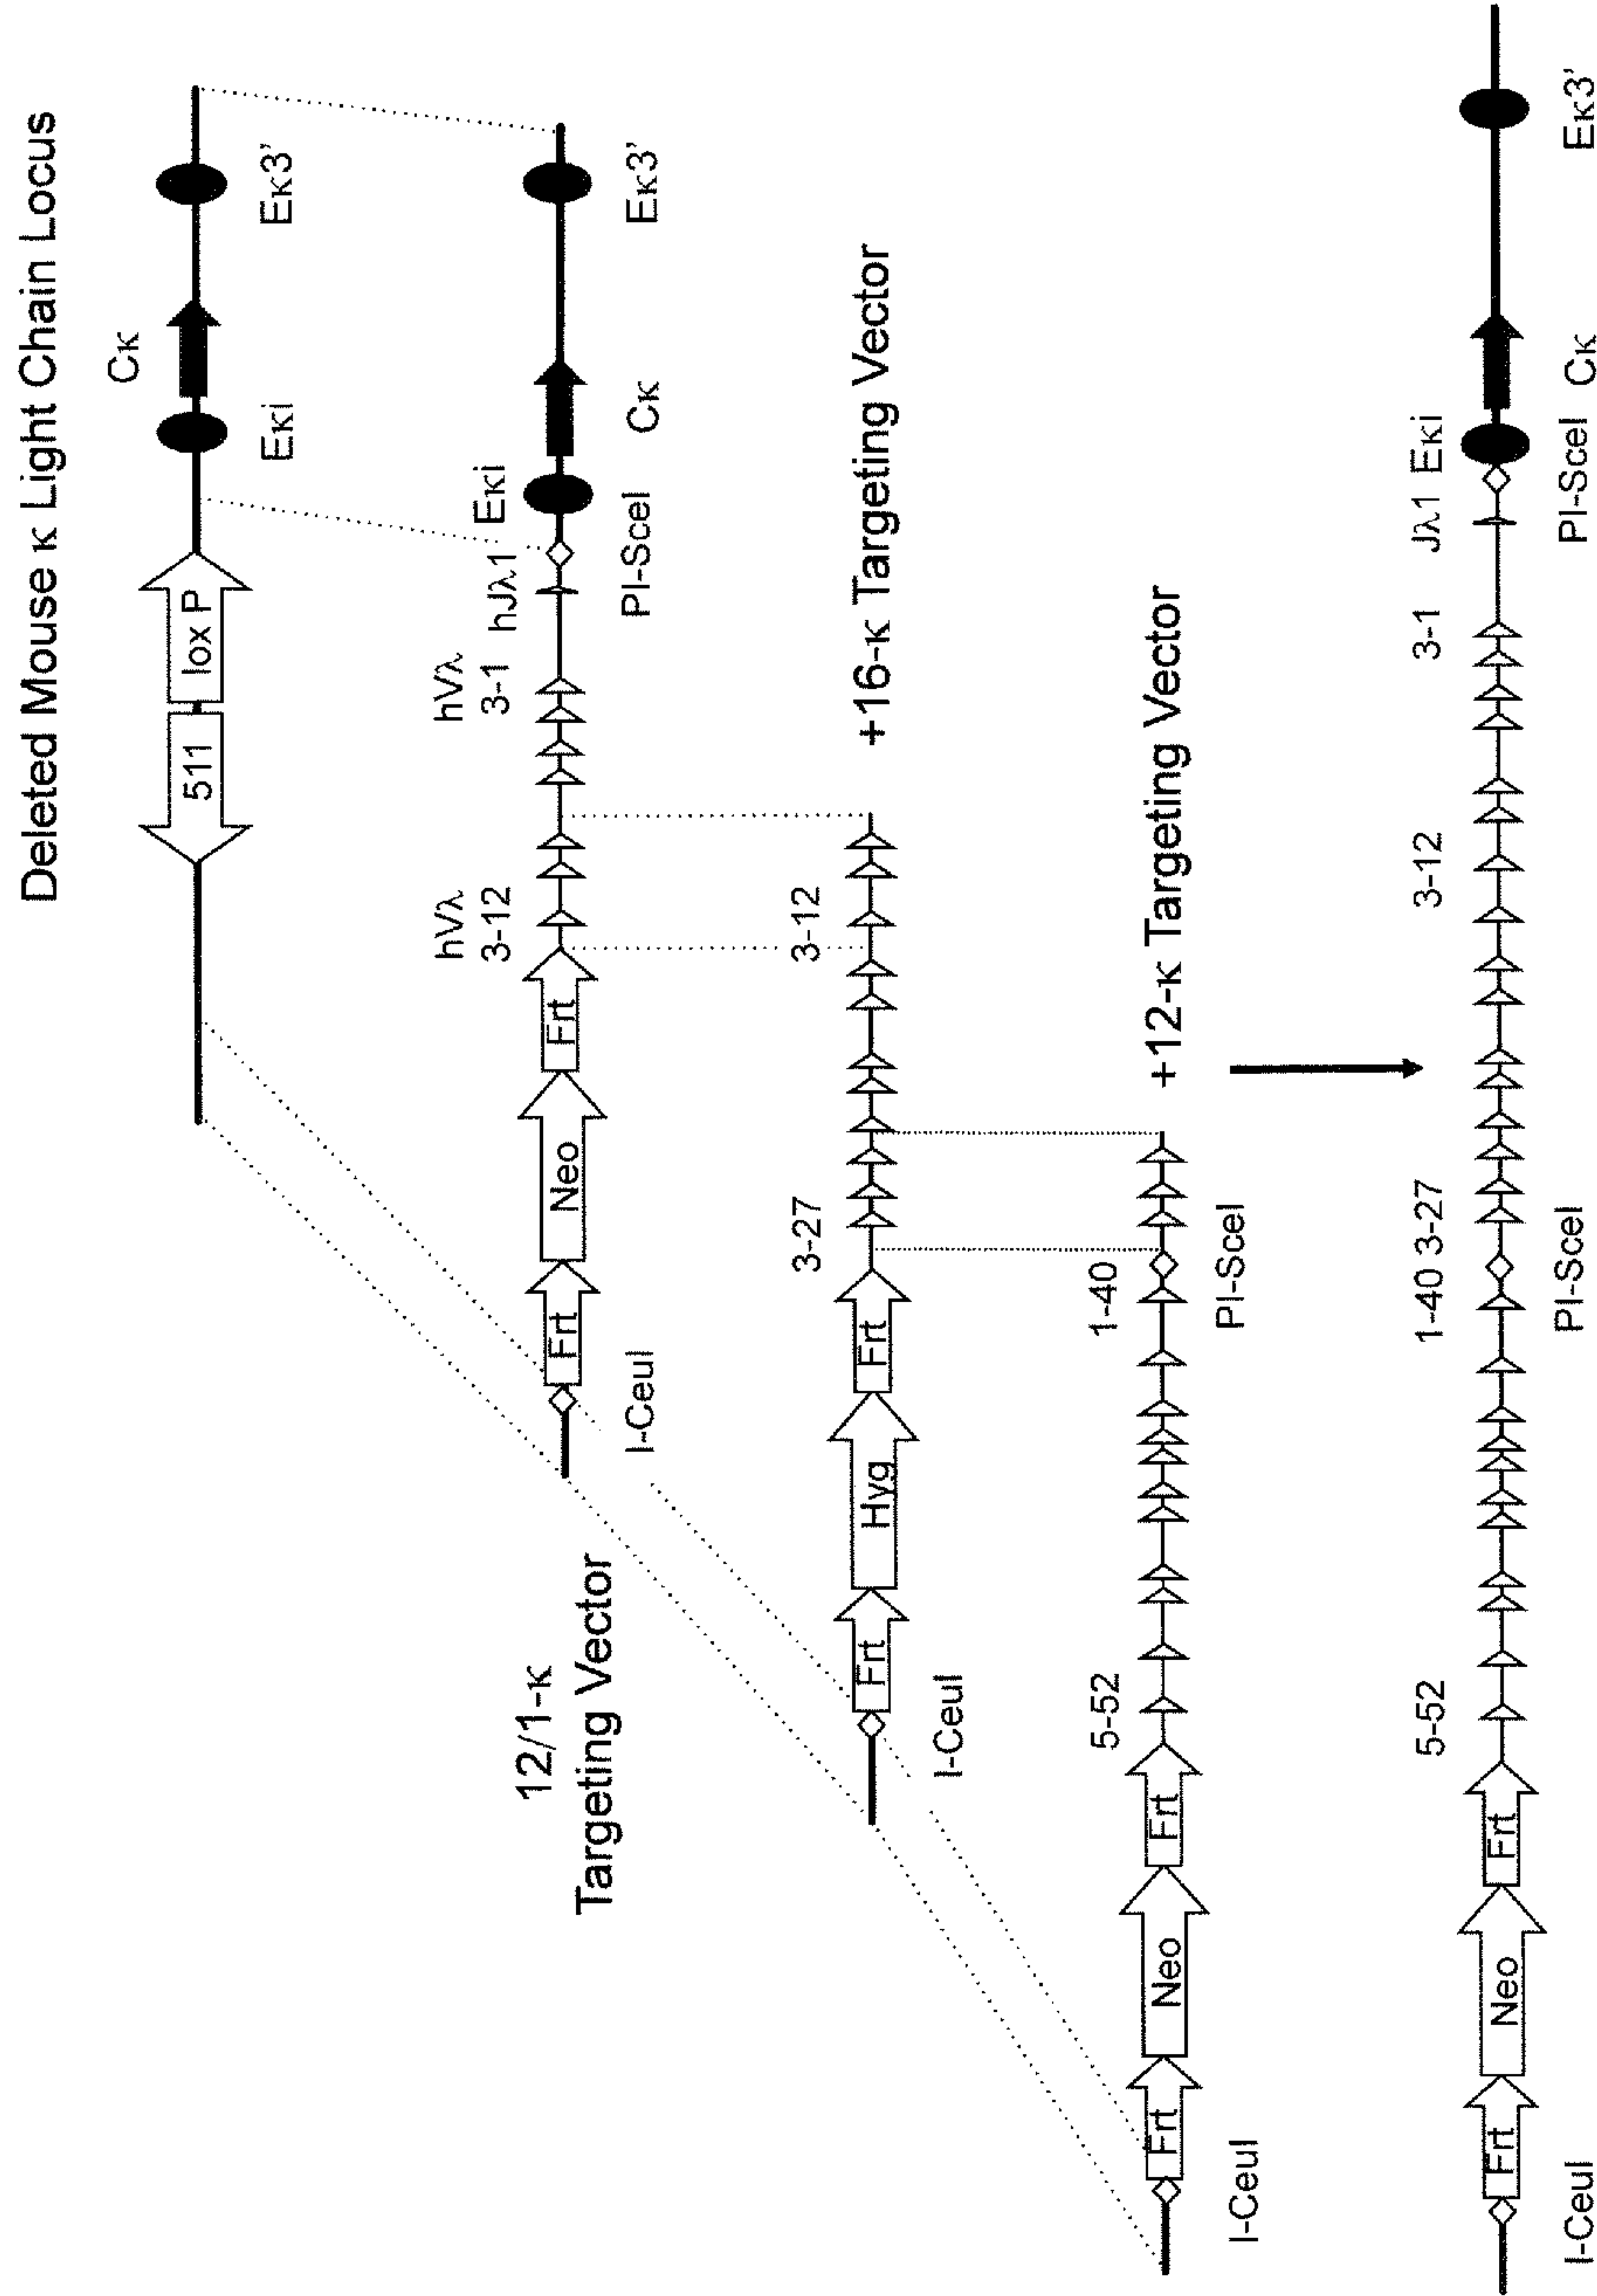 Deleted Mouse κ Light Chain Locus
Cκ
511 lox P
Eκi Eκ3'
hVλ hVλ
3-12 3-1 hJλ1 Eκi
12/1-κ
Targeting Vector
Frt Neo Frt
I-CeuI PI-SceI Cκ Eκ3'
3-27 3-12
Frt Hyg Frt
+16-κ Targeting Vector
I-CeuI
5-52 1-40
Frt Neo Frt
+12-κ Targeting Vector
I-CeuI PI-SceI
5-52 1-40 3-27 3-12 3-1 Jλ1 Eκi
Frt Neo Frt
I-CeuI PI-SceI PI-SceI Cκ Eκ3'